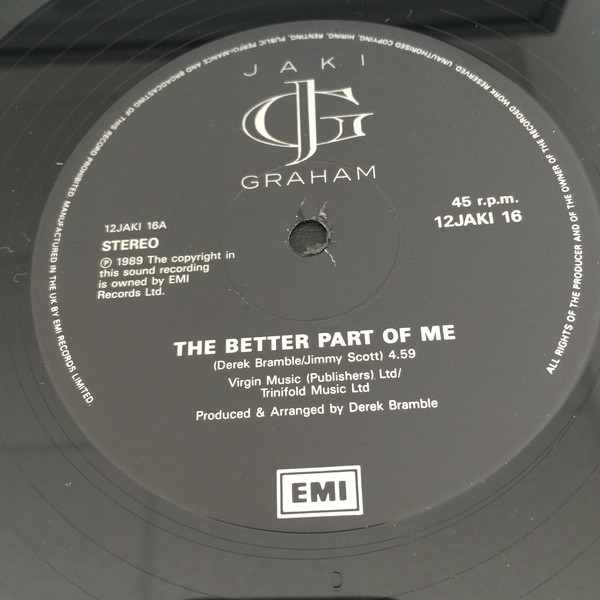 JAKI
JG
GRAHAM
12JAKI 16A
STEREO
Ⓟ 1989 The copyright in
this sound recording
is owned by EMI
Records Ltd.
45 r.p.m.
12JAKI 16
THE BETTER PART OF ME
(Derek Bramble/Jimmy Scott) 4.59
Virgin Music (Publishers) Ltd/
Trinifold Music Ltd
Produced & Arranged by Derek Bramble
EMI
ALL RIGHTS OF THE PRODUCER AND OF THE OWNER OF THE RECORDED WORK RESERVED. UNAUTHORISED COPYING, HIRING, RENTING, PUBLIC PERFORMANCE AND BROADCASTING OF THIS RECORD PROHIBITED. MANUFACTURED IN THE UK BY EMI RECORDS LIMITED.